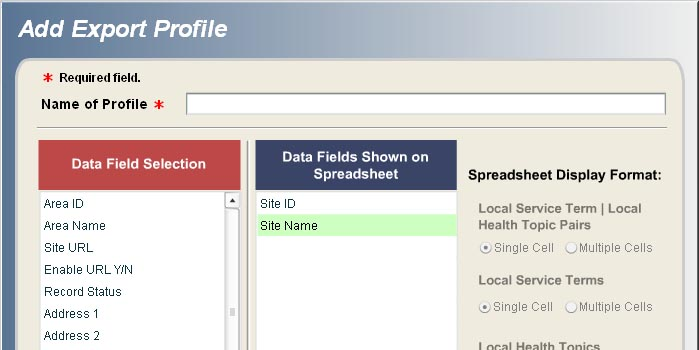 Add Export Profile
* Required field.
Name of Profile *
Data Field Selection
Area ID
Area Name
Site URL
Enable URL Y/N
Record Status
Address 1
Address 2
Data Fields Shown on
Spreadsheet
Site ID
Site Name
Spreadsheet Display Format:
Local Service Term | Local
Health Topic Pairs
Single Cell Multiple Cells
Local Service Terms
Single Cell Multiple Cells
Local Health Topics